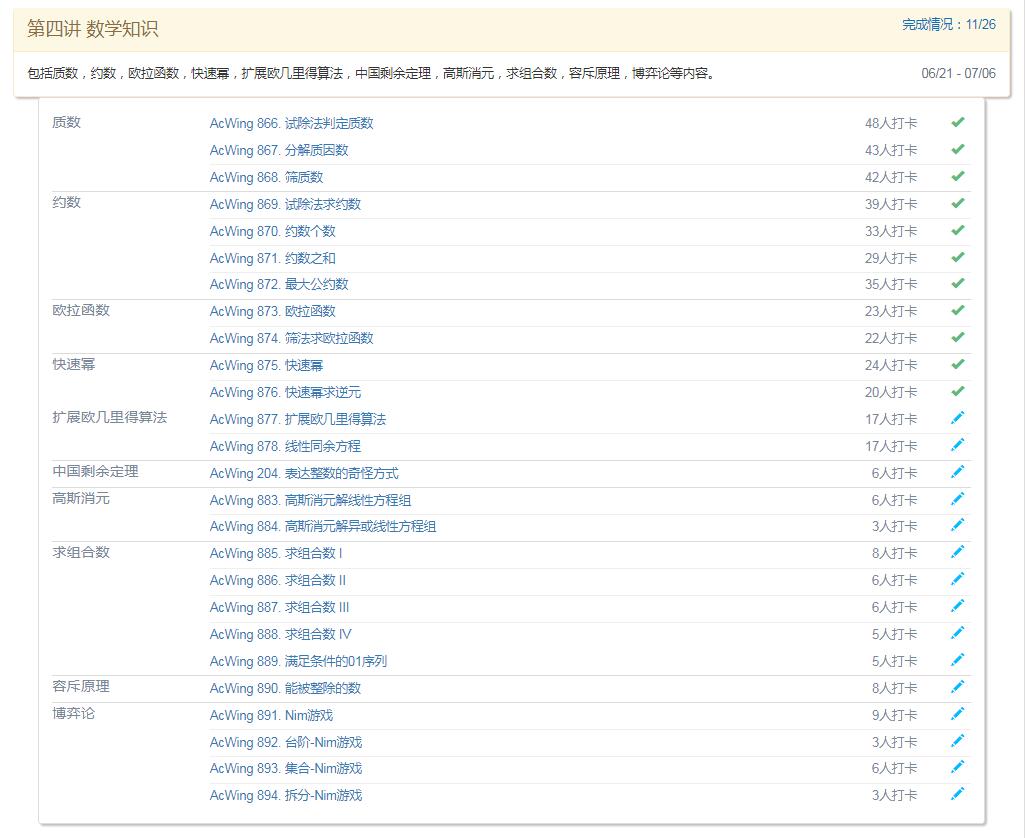 第四讲 数学知识 完成情况：11/26
包括质数，约数，欧拉函数，快速幂，扩展欧几里得算法，中国剩余定理，高斯消元，求组合数，容斥原理，博弈论等内容。 06/21 - 07/06
质数 AcWing 866. 试除法判定质数 48人打卡
AcWing 867. 分解质因数 43人打卡
AcWing 868. 筛质数 42人打卡
约数 AcWing 869. 试除法求约数 39人打卡
AcWing 870. 约数个数 33人打卡
AcWing 871. 约数之和 29人打卡
AcWing 872. 最大公约数 35人打卡
欧拉函数 AcWing 873. 欧拉函数 23人打卡
AcWing 874. 筛法求欧拉函数 22人打卡
快速幂 AcWing 875. 快速幂 24人打卡
AcWing 876. 快速幂求逆元 20人打卡
扩展欧几里得算法 AcWing 877. 扩展欧几里得算法 17人打卡
AcWing 878. 线性同余方程 17人打卡
中国剩余定理 AcWing 204. 表达整数的奇怪方式 6人打卡
高斯消元 AcWing 883. 高斯消元解线性方程组 6人打卡
AcWing 884. 高斯消元解异或线性方程组 3人打卡
求组合数 AcWing 885. 求组合数 I 8人打卡
AcWing 886. 求组合数 II 6人打卡
AcWing 887. 求组合数 III 6人打卡
AcWing 888. 求组合数 IV 5人打卡
AcWing 889. 满足条件的01序列 5人打卡
容斥原理 AcWing 890. 能被整除的数 8人打卡
博弈论 AcWing 891. Nim游戏 9人打卡
AcWing 892. 台阶-Nim游戏 3人打卡
AcWing 893. 集合-Nim游戏 6人打卡
AcWing 894. 拆分-Nim游戏 3人打卡